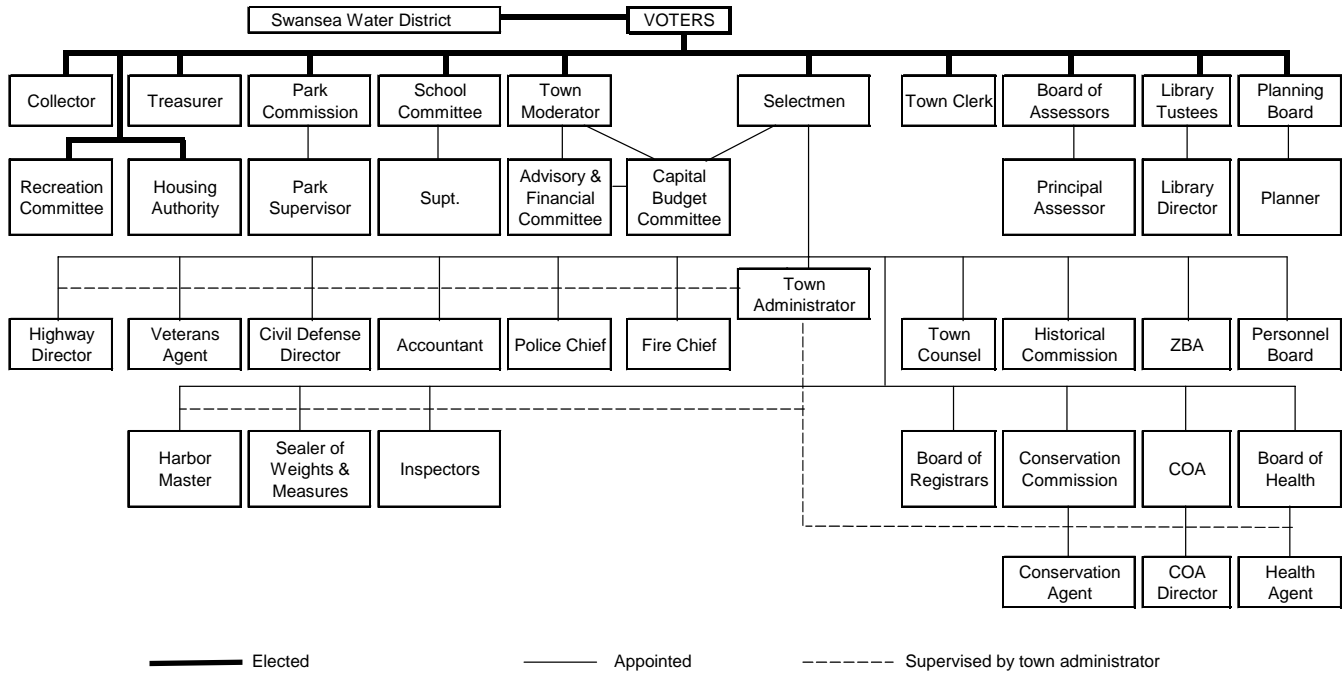 Swansea Water District
VOTERS
Collector
Treasurer
Park
Commission
School
Committee
Town
Moderator
Selectmen
Town Clerk
Board of
Assessors
Library
Tustees
Planning
Board
Recreation
Committee
Housing
Authority
Park
Supervisor
Supt.
Advisory &
Financial
Committee
Capital
Budget
Committee
Principal
Assessor
Library
Director
Planner
Town
Administrator
Highway
Director
Veterans
Agent
Civil Defense
Director
Accountant
Police Chief
Fire Chief
Town
Counsel
Historical
Commission
ZBA
Personnel
Board
Harbor
Master
Sealer of
Weights &
Measures
Inspectors
Board of
Registrars
Conservation
Commission
COA
Board of
Health
Conservation
Agent
COA
Director
Health
Agent
Elected
Appointed
Supervised by town administrator